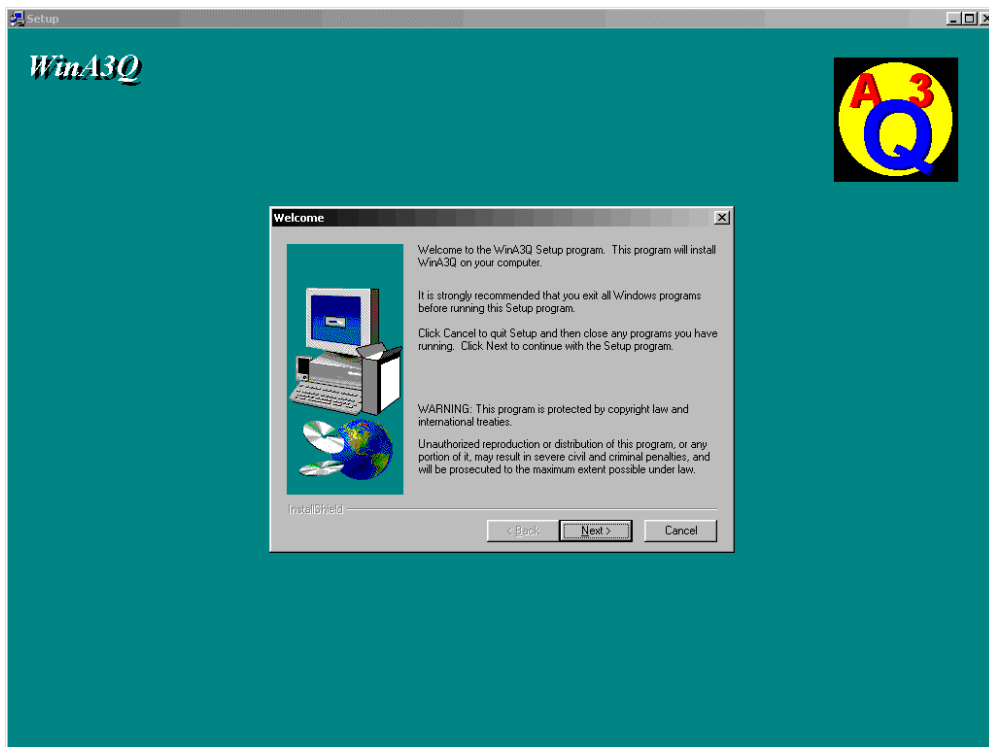 Setup
WinA3Q
A 3
Q
Welcome
Welcome to the WinA3Q Setup program. This program will install
WinA3Q on your computer.
It is strongly recommended that you exit all Windows programs
before running this Setup program.
Click Cancel to quit Setup and then close any programs you have
running. Click Next to continue with the Setup program.
WARNING: This program is protected by copyright law and
international treaties.
Unauthorized reproduction or distribution of this program, or any
portion of it, may result in severe civil and criminal penalties, and
will be prosecuted to the maximum extent possible under law.
InstallShield
< Back Next > Cancel